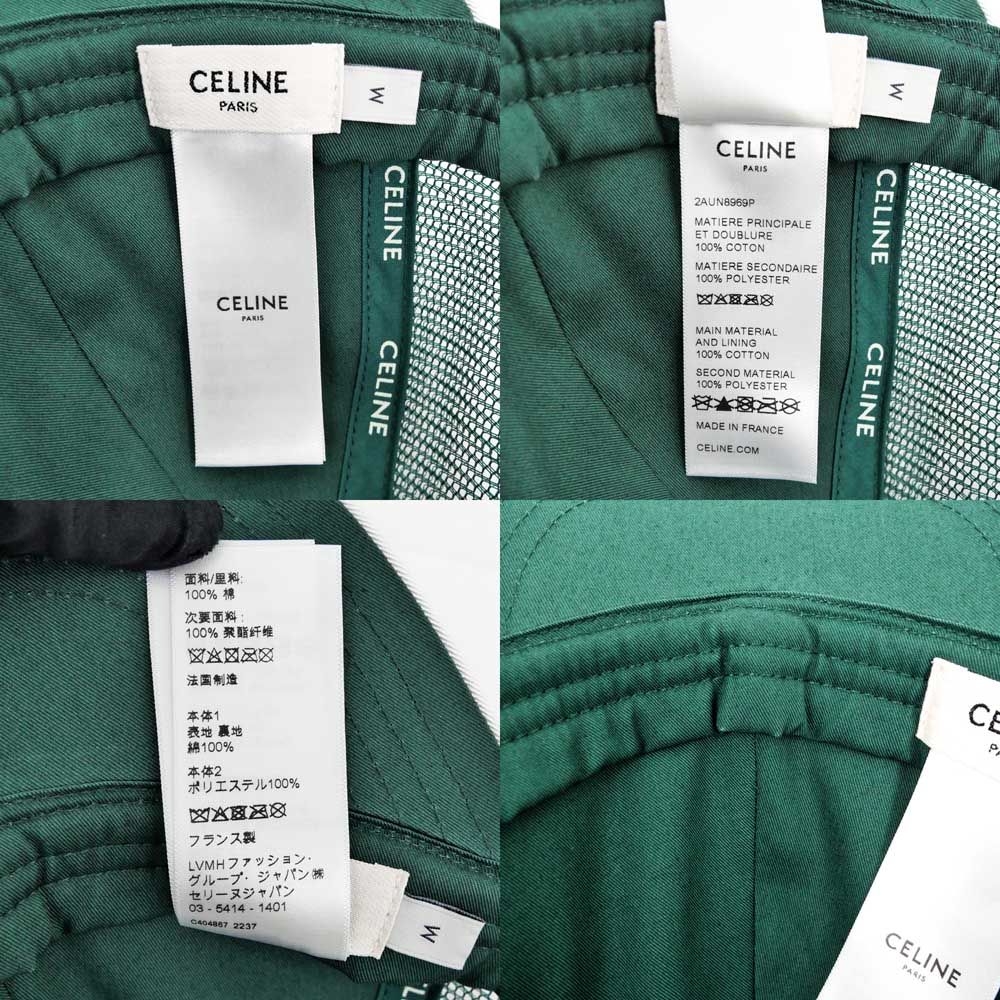 CELINE
PARIS
M
CELINE
PARIS
CELINE
CELINE
M
CELINE
PARIS
2AUN8969P
MATIERE PRINCIPALE
ET DOUBLURE
100% COTON
MATIERE SECONDAIRE
100% POLYESTER
MAIN MATERIAL
AND LINING
100% COTTON
SECOND MATERIAL
100% POLYESTER
MADE IN FRANCE
CELINE.COM
CELINE
CELINE
面料/里料:
100% 棉
次要面料:
100% 聚酯纤维
法国制造
本体1
表地 裏地
綿100%
本体2
ポリエステル100%
フランス製
LVMHファッション・
グループ・ジャパン㈱
セリーヌジャパン
03 - 5414 - 1401
C404867 2237
M
CE
PA
CELINE
PARIS